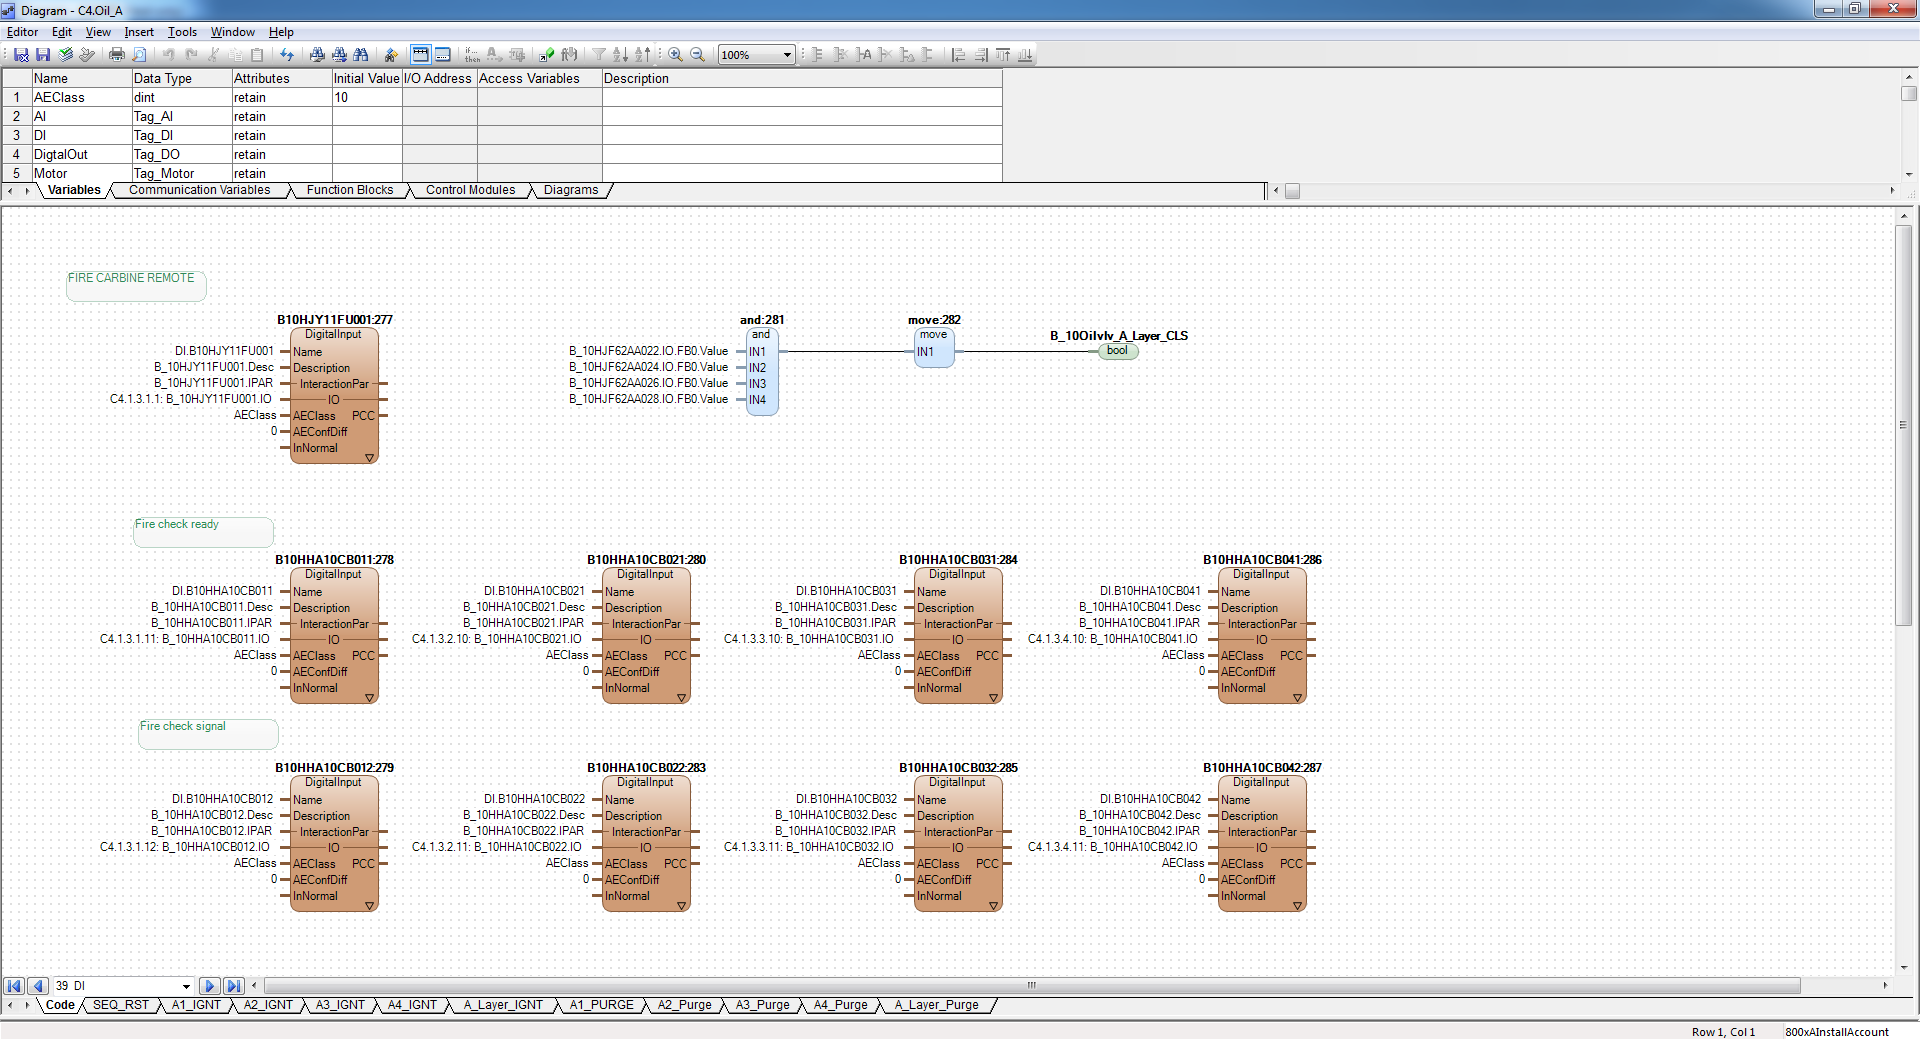 Diagram - C4.Oil_A
Editor Edit View Insert Tools Window Help
if... then 100%
Name Data Type Attributes Initial Value I/O Address Access Variables Description
1 AEClass dint retain 10
2 AI Tag_AI retain
3 DI Tag_DI retain
4 DigtalOut Tag_DO retain
5 Motor Tag_Motor retain
Variables Communication Variables Function Blocks Control Modules Diagrams
FIRE CARBINE REMOTE
B10HJY11FU001:277
DigitalInput
DI.B10HJY11FU001 Name
B_10HJY11FU001.Desc Description
B_10HJY11FU001.IPAR InteractionPar
C4.1.3.1.1: B_10HJY11FU001.IO IO
AEClass AEClass PCC
0 AEConfDiff
InNormal
and:281
and
B_10HJF62AA022.IO.FB0.Value IN1
B_10HJF62AA024.IO.FB0.Value IN2
B_10HJF62AA026.IO.FB0.Value IN3
B_10HJF62AA028.IO.FB0.Value IN4
move:282
move
IN1
B_10Oilvlv_A_Layer_CLS
bool
Fire check ready
B10HHA10CB011:278
DigitalInput
DI.B10HHA10CB011 Name
B_10HHA10CB011.Desc Description
B_10HHA10CB011.IPAR InteractionPar
C4.1.3.1.11: B_10HHA10CB011.IO IO
AEClass AEClass PCC
0 AEConfDiff
InNormal
B10HHA10CB021:280
DigitalInput
DI.B10HHA10CB021 Name
B_10HHA10CB021.Desc Description
B_10HHA10CB021.IPAR InteractionPar
C4.1.3.2.10: B_10HHA10CB021.IO IO
AEClass AEClass PCC
0 AEConfDiff
InNormal
B10HHA10CB031:284
DigitalInput
DI.B10HHA10CB031 Name
B_10HHA10CB031.Desc Description
B_10HHA10CB031.IPAR InteractionPar
C4.1.3.3.10: B_10HHA10CB031.IO IO
AEClass AEClass PCC
0 AEConfDiff
InNormal
B10HHA10CB041:286
DigitalInput
DI.B10HHA10CB041 Name
B_10HHA10CB041.Desc Description
B_10HHA10CB041.IPAR InteractionPar
C4.1.3.4.10: B_10HHA10CB041.IO IO
AEClass AEClass PCC
0 AEConfDiff
InNormal
Fire check signal
B10HHA10CB012:279
DigitalInput
DI.B10HHA10CB012 Name
B_10HHA10CB012.Desc Description
B_10HHA10CB012.IPAR InteractionPar
C4.1.3.1.12: B_10HHA10CB012.IO IO
AEClass AEClass PCC
0 AEConfDiff
InNormal
B10HHA10CB022:283
DigitalInput
DI.B10HHA10CB022 Name
B_10HHA10CB022.Desc Description
B_10HHA10CB022.IPAR InteractionPar
C4.1.3.2.11: B_10HHA10CB022.IO IO
AEClass AEClass PCC
0 AEConfDiff
InNormal
B10HHA10CB032:285
DigitalInput
DI.B10HHA10CB032 Name
B_10HHA10CB032.Desc Description
B_10HHA10CB032.IPAR InteractionPar
C4.1.3.3.11: B_10HHA10CB032.IO IO
AEClass AEClass PCC
0 AEConfDiff
InNormal
B10HHA10CB042:287
DigitalInput
DI.B10HHA10CB042 Name
B_10HHA10CB042.Desc Description
B_10HHA10CB042.IPAR InteractionPar
C4.1.3.4.11: B_10HHA10CB042.IO IO
AEClass AEClass PCC
0 AEConfDiff
InNormal
39 DI
Code SEQ_RST A1_IGNT A2_IGNT A3_IGNT A4_IGNT A_Layer_IGNT A1_PURGE A2_Purge A3_Purge A4_Purge A_Layer_Purge
Row 1, Col 1 800xAInstallAccount